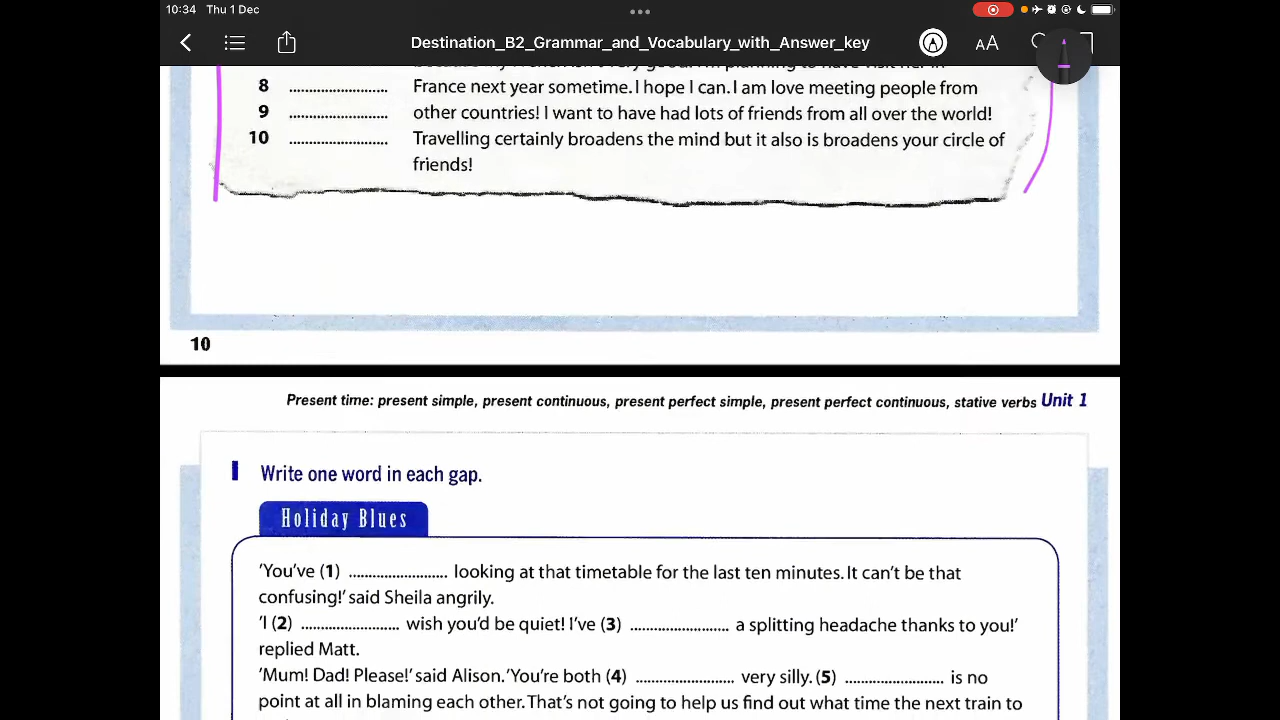 10:34 Thu 1 Dec
Destination_B2_Grammar_and_Vocabulary_with_Answer_key
AA
8 ........................ France next year sometime. I hope I can. I am love meeting people from
9 ........................ other countries! I want to have had lots of friends from all over the world!
10 ........................ Travelling certainly broadens the mind but it also is broadens your circle of
friends!
10
Present time: present simple, present continuous, present perfect simple, present perfect continuous, stative verbs Unit 1
I Write one word in each gap.
Holiday Blues
'You've (1) ........................ looking at that timetable for the last ten minutes. It can't be that
confusing!' said Sheila angrily.
'I (2) ........................ wish you'd be quiet! I've (3) ........................ a splitting headache thanks to you!'
replied Matt.
'Mum! Dad! Please!' said Alison. 'You're both (4) ........................ very silly. (5) ........................ is no
point at all in blaming each other. That's not going to help us find out what time the next train to